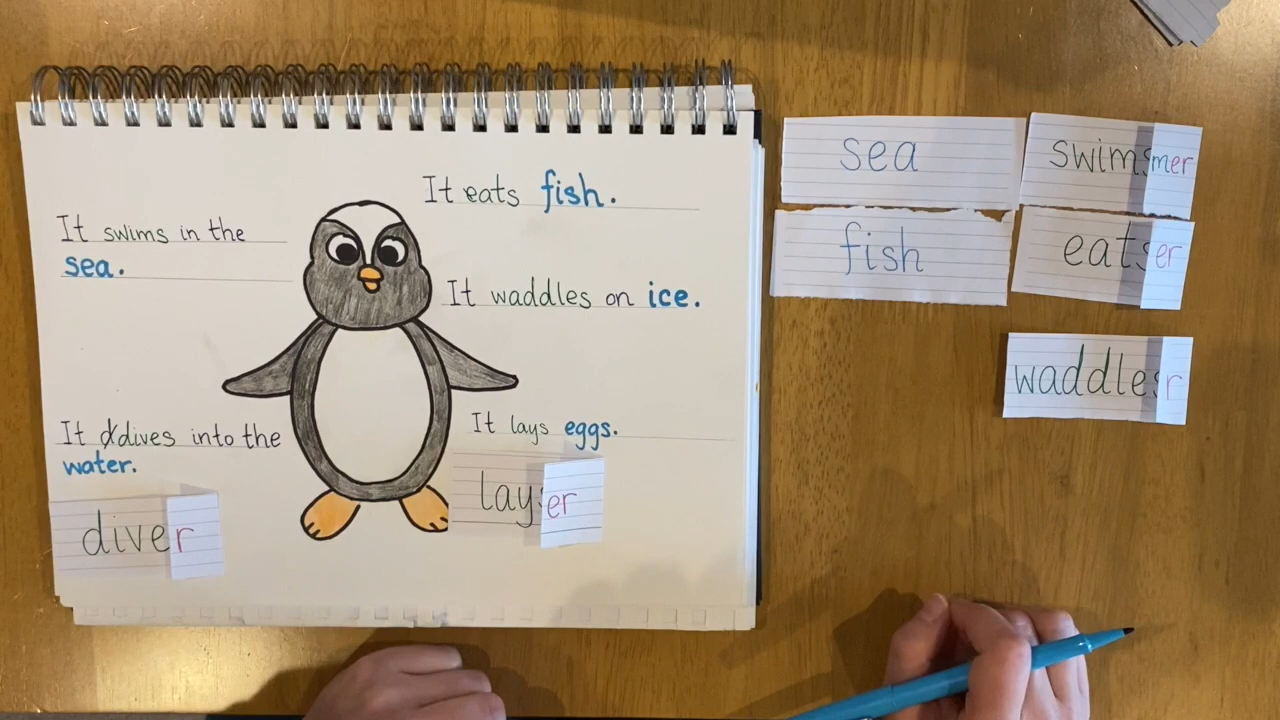 It eats fish.
It swims in the
sea.
It waddles on ice.
It dives into the
water.
It lays eggs.
diver
layer
sea
swimmer
fish
eater
waddler